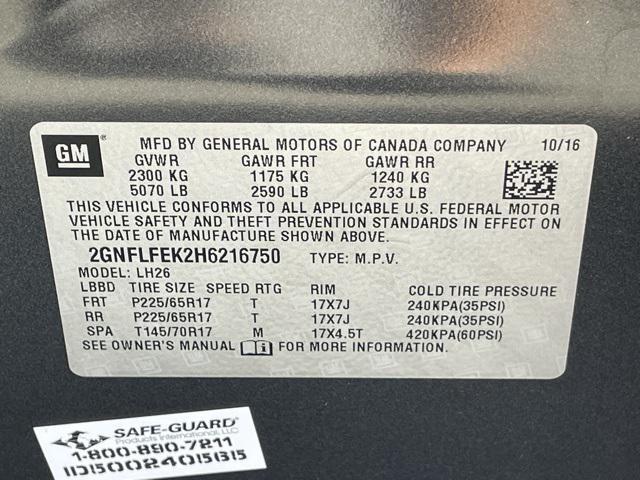 GM ® MFD BY GENERAL MOTORS OF CANADA COMPANY 10/16
GVWR GAWR FRT GAWR RR
2300 KG 1175 KG 1240 KG
5070 LB 2590 LB 2733 LB
THIS VEHICLE CONFORMS TO ALL APPLICABLE U.S. FEDERAL MOTOR
VEHICLE SAFETY AND THEFT PREVENTION STANDARDS IN EFFECT ON
THE DATE OF MANUFACTURE SHOWN ABOVE.
2GNFLFEK2H6216750 TYPE: M.P.V.
MODEL: LH26
LBBD TIRE SIZE SPEED RTG RIM COLD TIRE PRESSURE
FRT P225/65R17 T 17X7J 240KPA(35PSI)
RR P225/65R17 T 17X7J 240KPA(35PSI)
SPA T145/70R17 M 17X4.5T 420KPA(60PSI)
SEE OWNER'S MANUAL FOR MORE INFORMATION.
SAFE-GUARD®
Products International, LLC
1-800-890-7211
ID5002405615